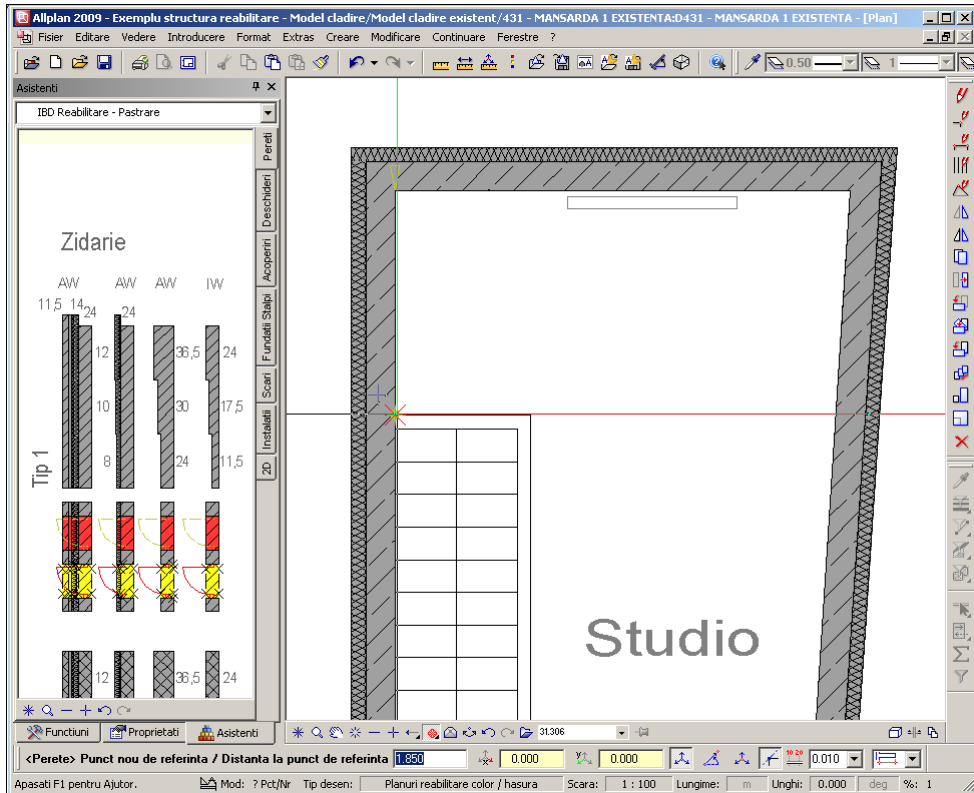 Allplan 2009 - Exemplu structura reabilitare - Model cladire/Model cladire existent/431 - MANSARDA 1 EXISTENTA:D431 - MANSARDA 1 EXISTENTA - [Plan]
Fisier Editare Vedere Introducere Format Extras Creare Modificare Continuare Ferestre ?
0.50 1
Asistenti
IBD Reabilitare - Pastrare
Pereti
Deschideri
Acoperiri
Fundatii Stalpi
Scari
Instalatii
2D
Zidarie
AW AW AW IW
11,5 14 24 24
12 36,5 24
10 30 17,5
8 24 11,5
Tip 1
12 36,5 24
Studio
Functiuni Proprietati Asistenti
31.306
<Perete> Punct nou de referinta / Distanta la punct de referinta 1.850 0.000 0.000 10 20 0.010
Apasati F1 pentru Ajutor. Mod: ? Pct/Nr Tip desen: Planuri reabilitare color / hasura Scara: 1 : 100 Lungime: m Unghi: 0.000 deg %: 1